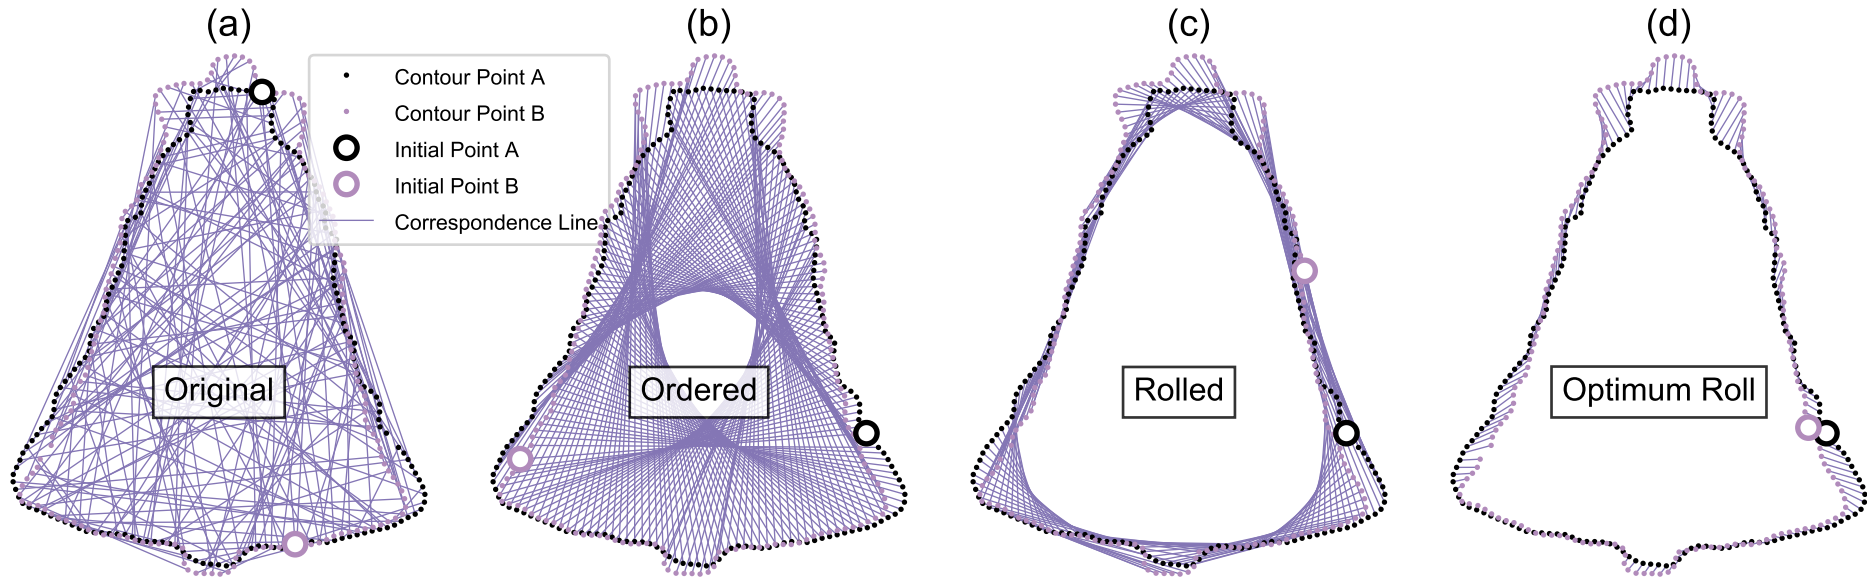 (a)
(b)
(c)
(d)
Contour Point A
Contour Point B
Initial Point A
Initial Point B
Correspondence Line
Original
Ordered
Rolled
Optimum Roll